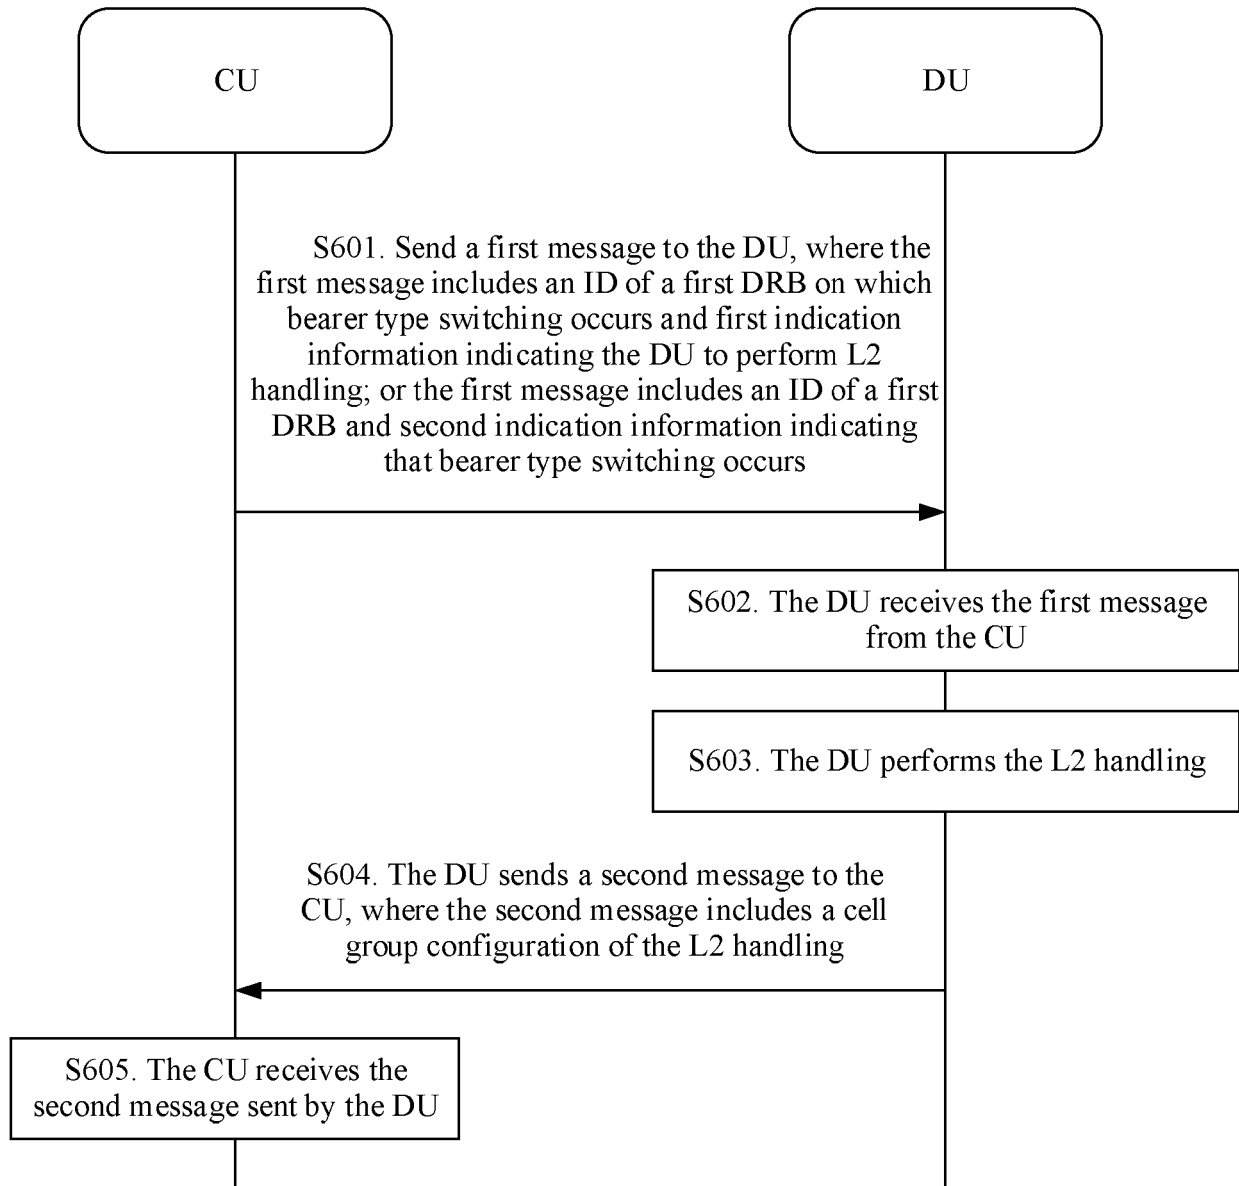 CU
DU
S601. Send a first message to the DU, where the
first message includes an ID of a first DRB on which
bearer type switching occurs and first indication
information indicating the DU to perform L2
handling; or the first message includes an ID of a first
DRB and second indication information indicating
that bearer type switching occurs
S602. The DU receives the first message
from the CU
S603. The DU performs the L2 handling
S604. The DU sends a second message to the
CU, where the second message includes a cell
group configuration of the L2 handling
S605. The CU receives the
second message sent by the DU